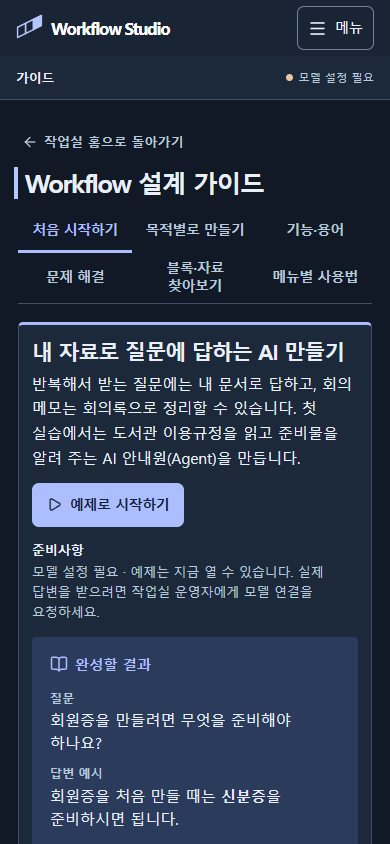 Workflow Studio
메뉴
가이드
모델 설정 필요
작업실 홈으로 돌아가기
Workflow 설계 가이드
처음 시작하기
목적별로 만들기
기능·용어
문제 해결
블록·자료
찾아보기
메뉴별 사용법
내 자료로 질문에 답하는 AI 만들기
반복해서 받는 질문에는 내 문서로 답하고, 회의
메모는 회의록으로 정리할 수 있습니다. 첫
실습에서는 도서관 이용규정을 읽고 준비물을
알려 주는 AI 안내원(Agent)을 만듭니다.
예제로 시작하기
준비사항
모델 설정 필요 · 예제는 지금 열 수 있습니다. 실제
답변을 받으려면 작업실 운영자에게 모델 연결을
요청하세요.
완성할 결과
질문
회원증을 만들려면 무엇을 준비해야
하나요?
답변 예시
회원증을 처음 만들 때는 신분증을
준비하시면 됩니다.